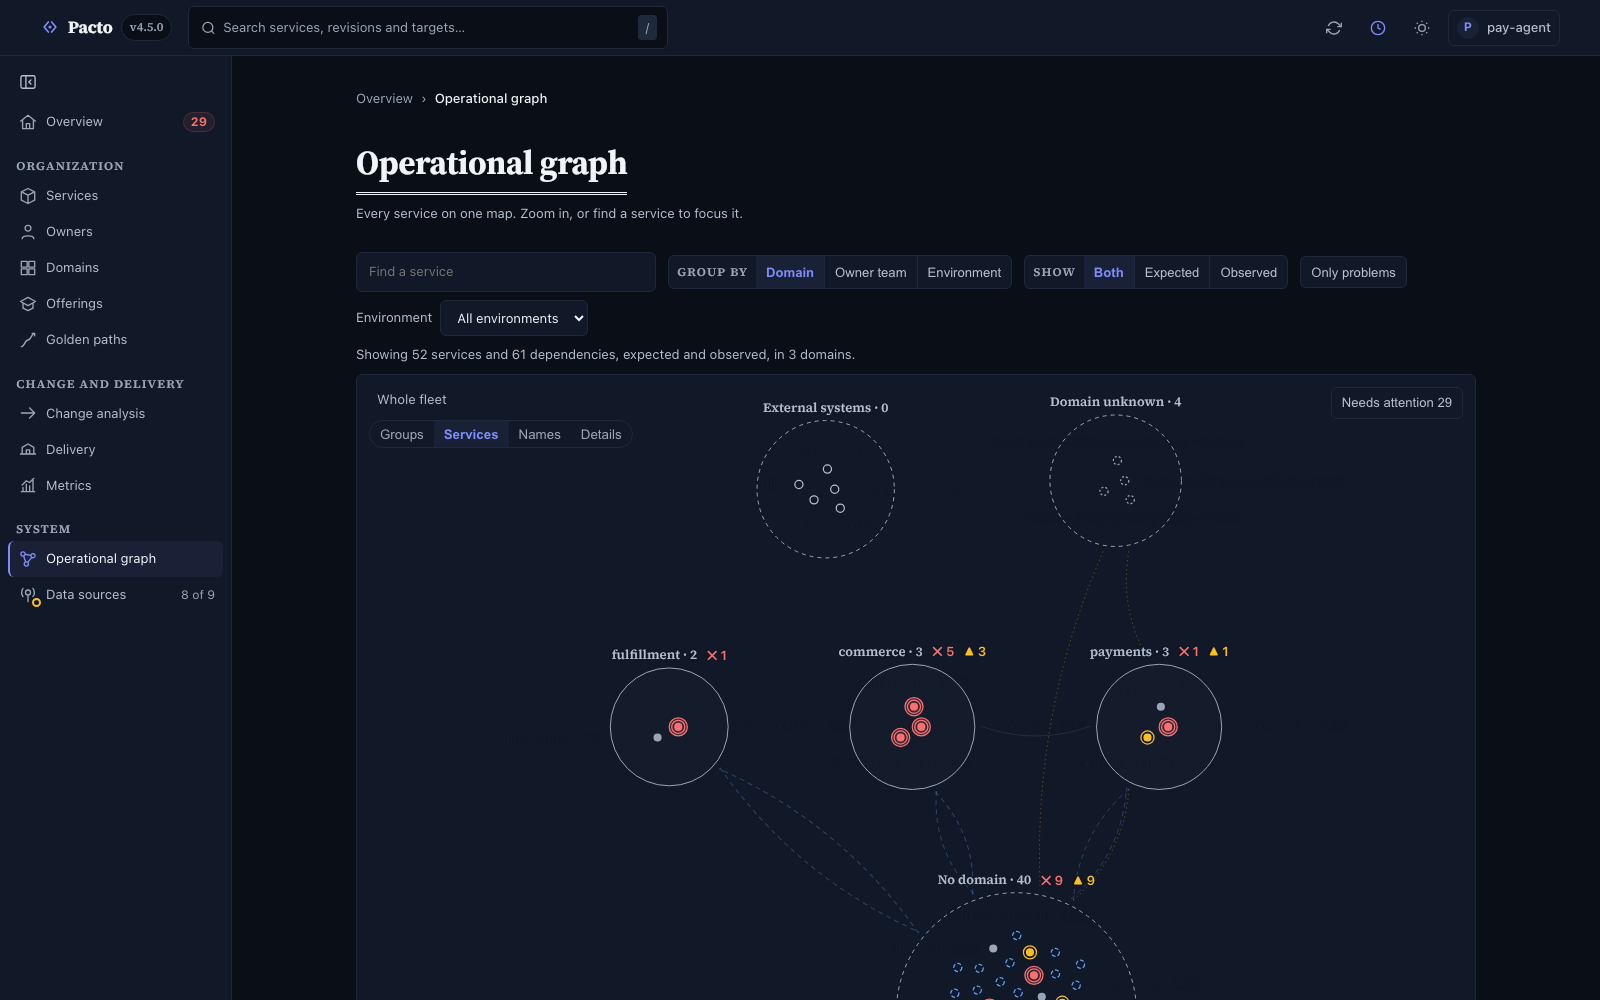 Pacto v4.5.0 Search services, revisions and targets... / P pay-agent
Overview 29
ORGANIZATION
Services
Owners
Domains
Offerings
Golden paths
CHANGE AND DELIVERY
Change analysis
Delivery
Metrics
SYSTEM
Operational graph
Data sources 8 of 9
Overview › Operational graph
Operational graph
Every service on one map. Zoom in, or find a service to focus it.
Find a service GROUP BY Domain Owner team Environment SHOW Both Expected Observed Only problems
Environment All environments
Showing 52 services and 61 dependencies, expected and observed, in 3 domains.
Whole fleet
Groups Services Names Details
External systems · 0
Domain unknown · 4
Needs attention 29
fulfillment · 2 1
commerce · 3 5 3
payments · 3 1 1
No domain · 40 9 9